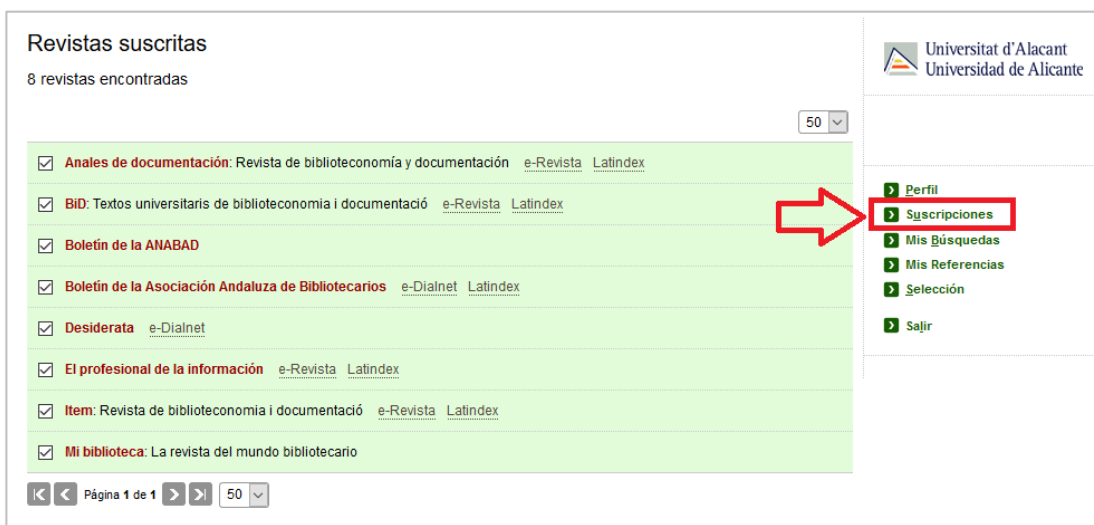 Revistas suscritas
8 revistas encontradas
50
Anales de documentación: Revista de biblioteconomía y documentación e-Revista Latindex
BiD: Textos universitaris de biblioteconomia i documentació e-Revista Latindex
Boletín de la ANABAD
Boletín de la Asociación Andaluza de Bibliotecarios e-Dialnet Latindex
Desiderata e-Dialnet
El profesional de la información e-Revista Latindex
Item: Revista de biblioteconomia i documentació e-Revista Latindex
Mi biblioteca: La revista del mundo bibliotecario
Página 1 de 1 50
Universitat d'Alacant
Universidad de Alicante
Perfil
Suscripciones
Mis Búsquedas
Mis Referencias
Selección
Salir